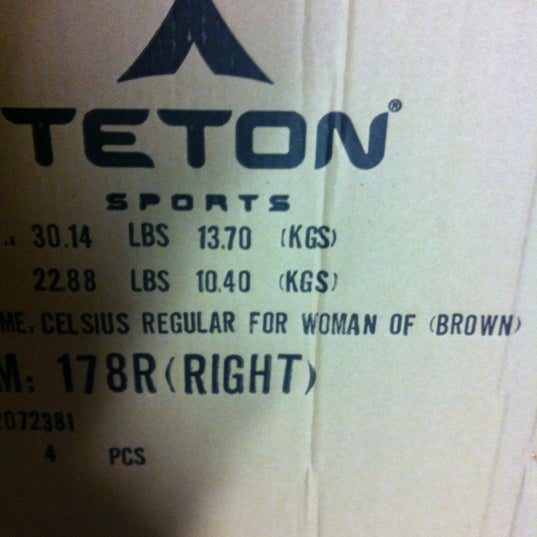 TETON®
SPORTS
30.14 LBS 13.70 (KGS)
22.88 LBS 10.40 (KGS)
ME, CELSIUS REGULAR FOR WOMAN OF (BROWN)
M: 178R (RIGHT)
2072381
4 PCS